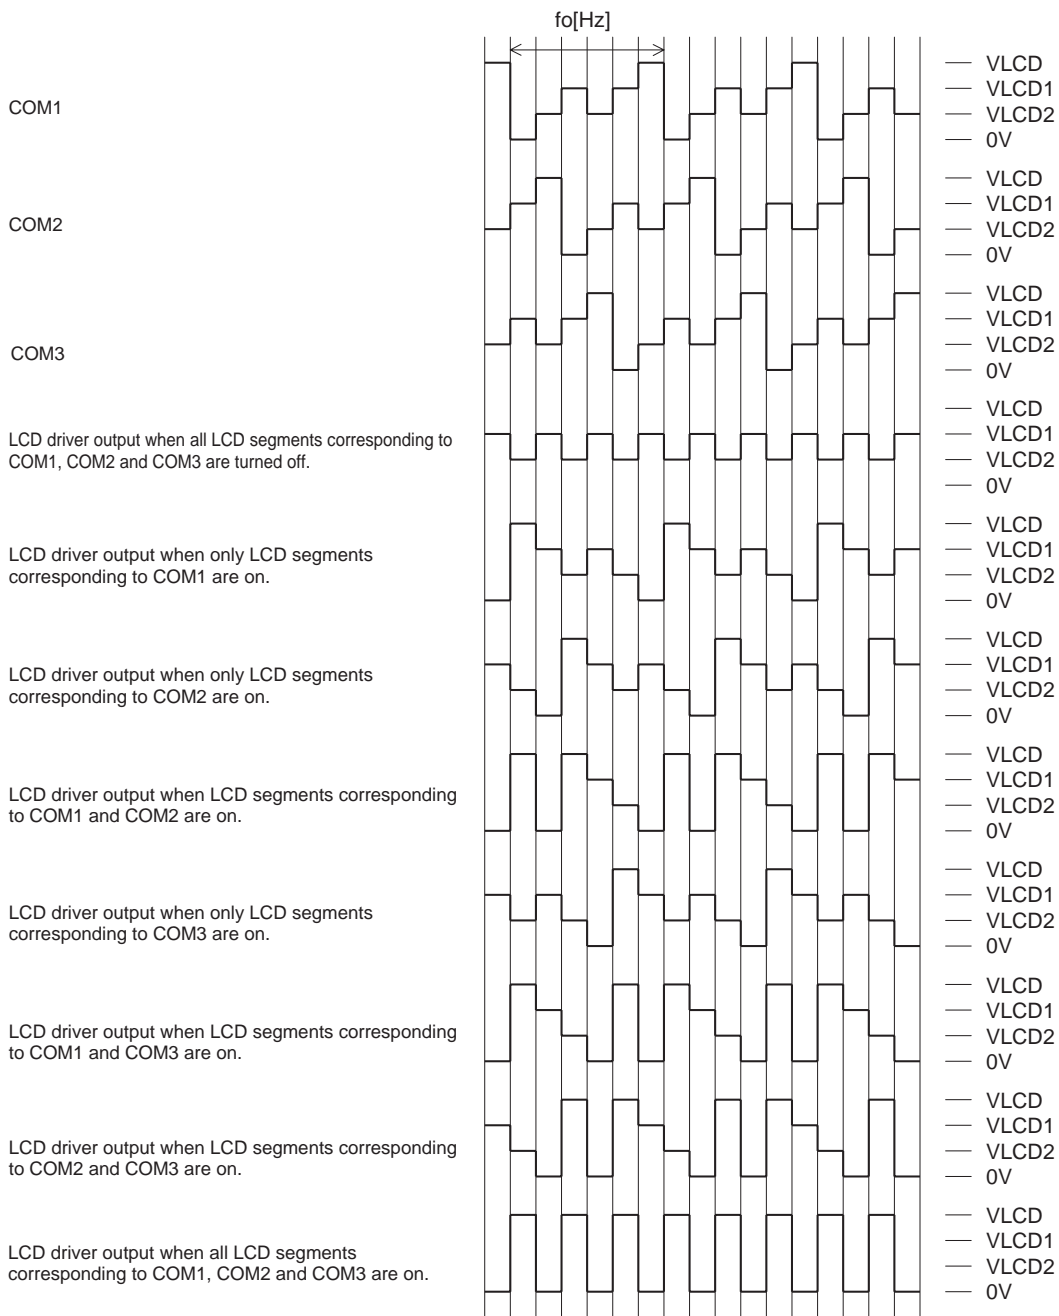 fo[Hz]
COM1
VLCD
VLCD1
VLCD2
0V
COM2
VLCD
VLCD1
VLCD2
0V
COM3
VLCD
VLCD1
VLCD2
0V
LCD driver output when all LCD segments corresponding to
COM1, COM2 and COM3 are turned off.
VLCD
VLCD1
VLCD2
0V
LCD driver output when only LCD segments
corresponding to COM1 are on.
VLCD
VLCD1
VLCD2
0V
LCD driver output when only LCD segments
corresponding to COM2 are on.
VLCD
VLCD1
VLCD2
0V
LCD driver output when LCD segments corresponding
to COM1 and COM2 are on.
VLCD
VLCD1
VLCD2
0V
LCD driver output when only LCD segments
corresponding to COM3 are on.
VLCD
VLCD1
VLCD2
0V
LCD driver output when LCD segments corresponding
to COM1 and COM3 are on.
VLCD
VLCD1
VLCD2
0V
LCD driver output when LCD segments corresponding
to COM2 and COM3 are on.
VLCD
VLCD1
VLCD2
0V
LCD driver output when all LCD segments
corresponding to COM1, COM2 and COM3 are on.
VLCD
VLCD1
VLCD2
0V